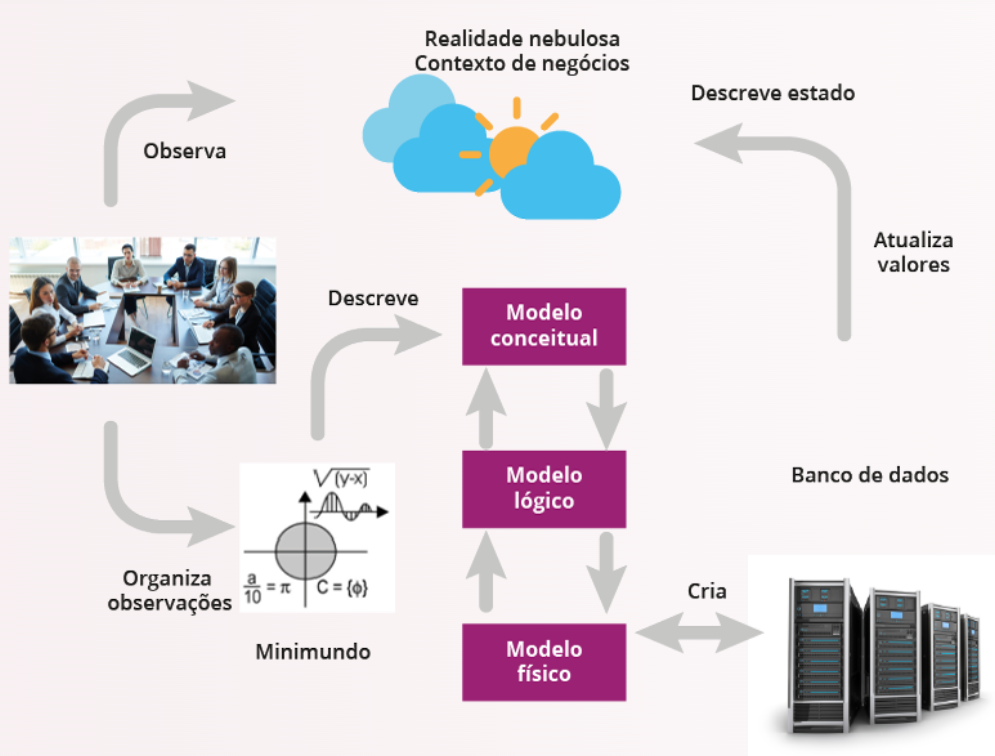 Realidade nebulosa
Contexto de negócios
Descreve estado
Observa
Atualiza
valores
Descreve
Modelo
conceitual
Modelo
lógico
Banco de dados
√(y-x)
a/10 = π
C = {ϕ}
Organiza
observações
Cria
Minimundo
Modelo
físico